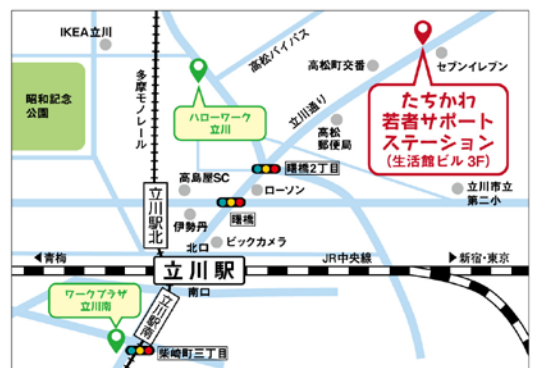 IKEA立川
高松バイパス
高松町交番
セブンイレブン
昭和記念
公園
多摩モノレール
ハローワーク
立川
立川通り
たちかわ
若者サポート
ステーション
(生活館ビル 3F)
高松
郵便局
曙橋2丁目
高島屋SC
ローソン
立川市立
第二小
立川駅北
伊勢丹
曙橋
北口
ビックカメラ
◀青梅
立川駅
JR中央線
▶新宿・東京
南口
ワークプラザ
立川南
立川駅南
柴崎町三丁目